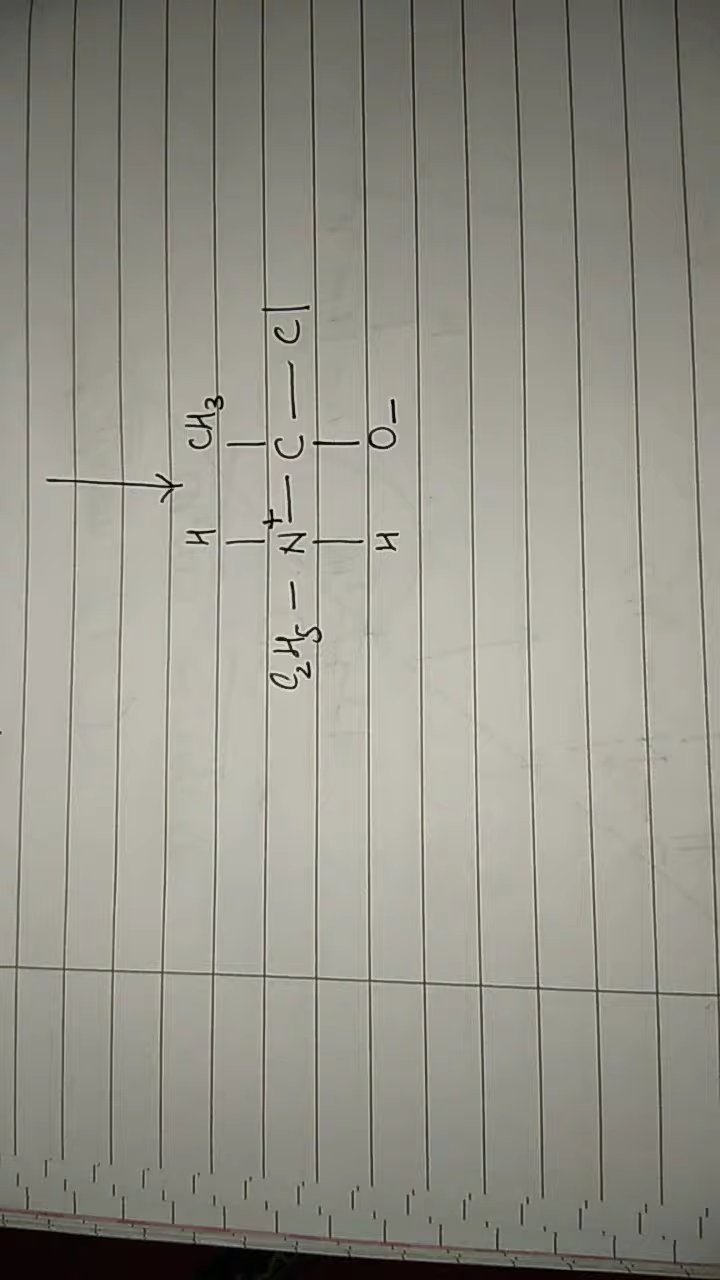 ↓
H CH₃
| |
C₂H₅ — N⁺ — C — Cl
| |
H O⁻